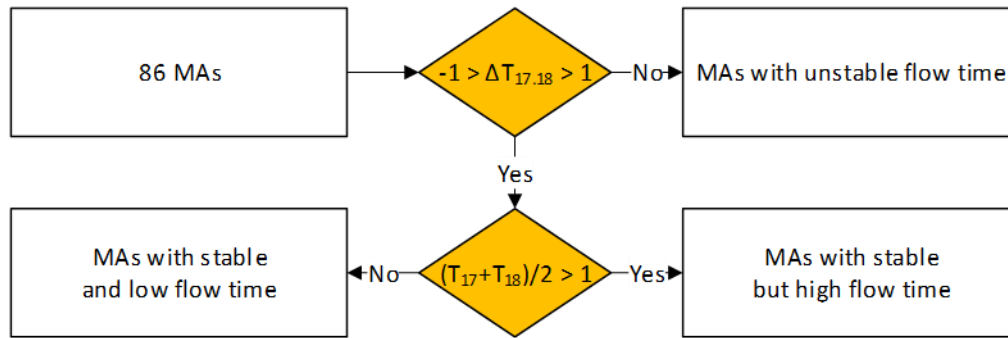 86 MAs
-1 > ΔT₁₇.₁₈ > 1
No
MAs with unstable flow time
Yes
MAs with stable
and low flow time
No
(T₁₇+T₁₈)/2 > 1
Yes
MAs with stable
but high flow time